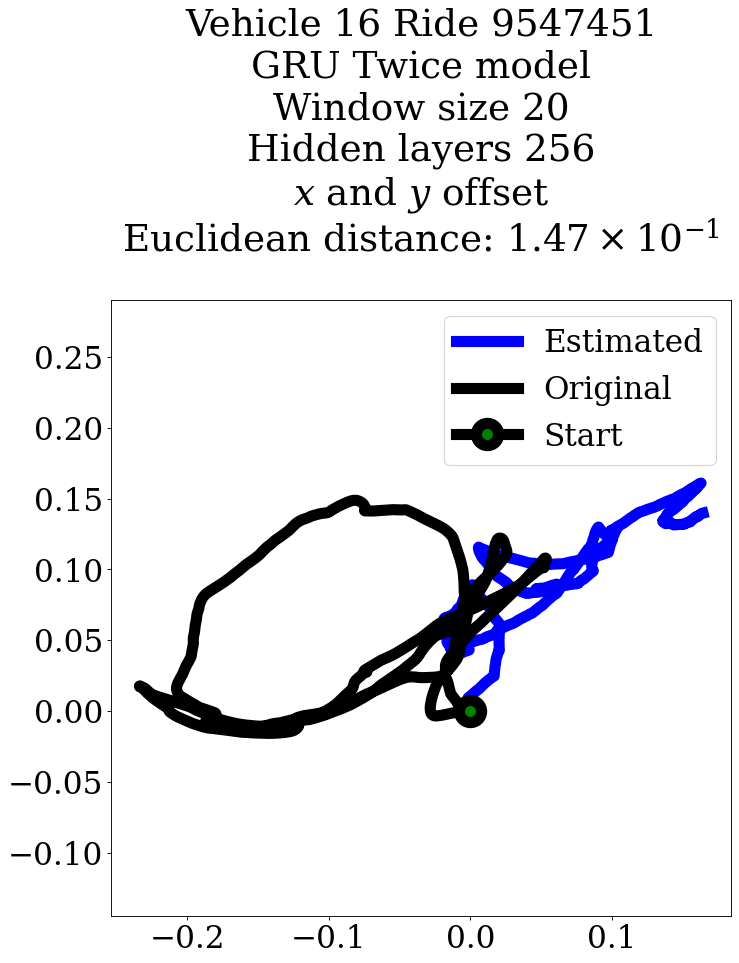 Vehicle 16 Ride 9547451
GRU Twice model
Window size 20
Hidden layers 256
x and y offset
Euclidean distance: 1.47 × 10⁻¹
Estimated
Original
Start
0.25
0.20
0.15
0.10
0.05
0.00
−0.05
−0.10
−0.2 −0.1 0.0 0.1